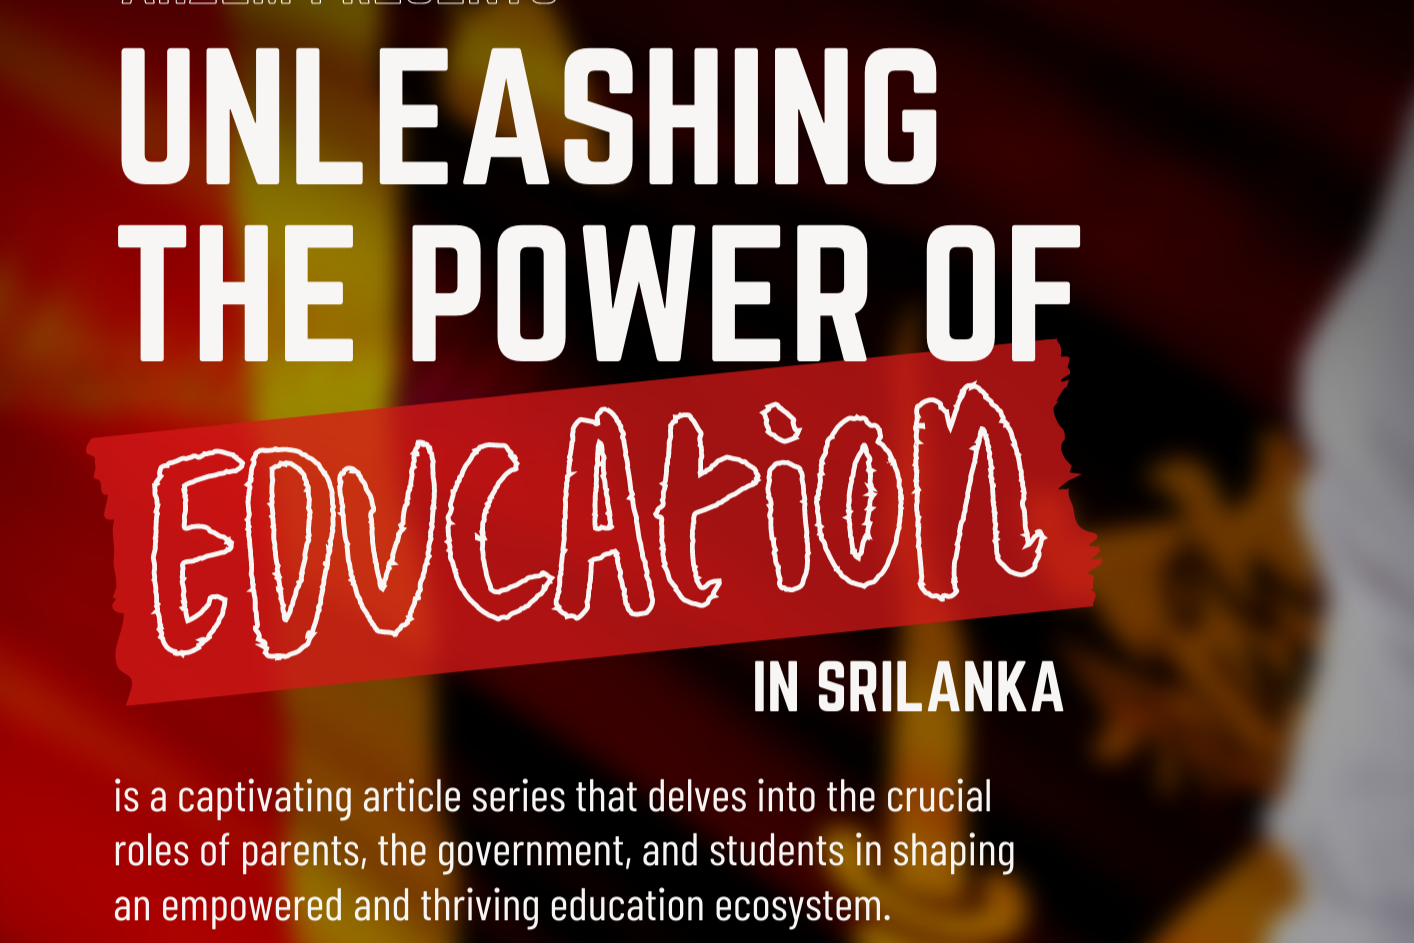 PRESENTS
UNLEASHING
THE POWER OF
EDUCAtiON
IN SRILANKA
is a captivating article series that delves into the crucial
roles of parents, the government, and students in shaping
an empowered and thriving education ecosystem.